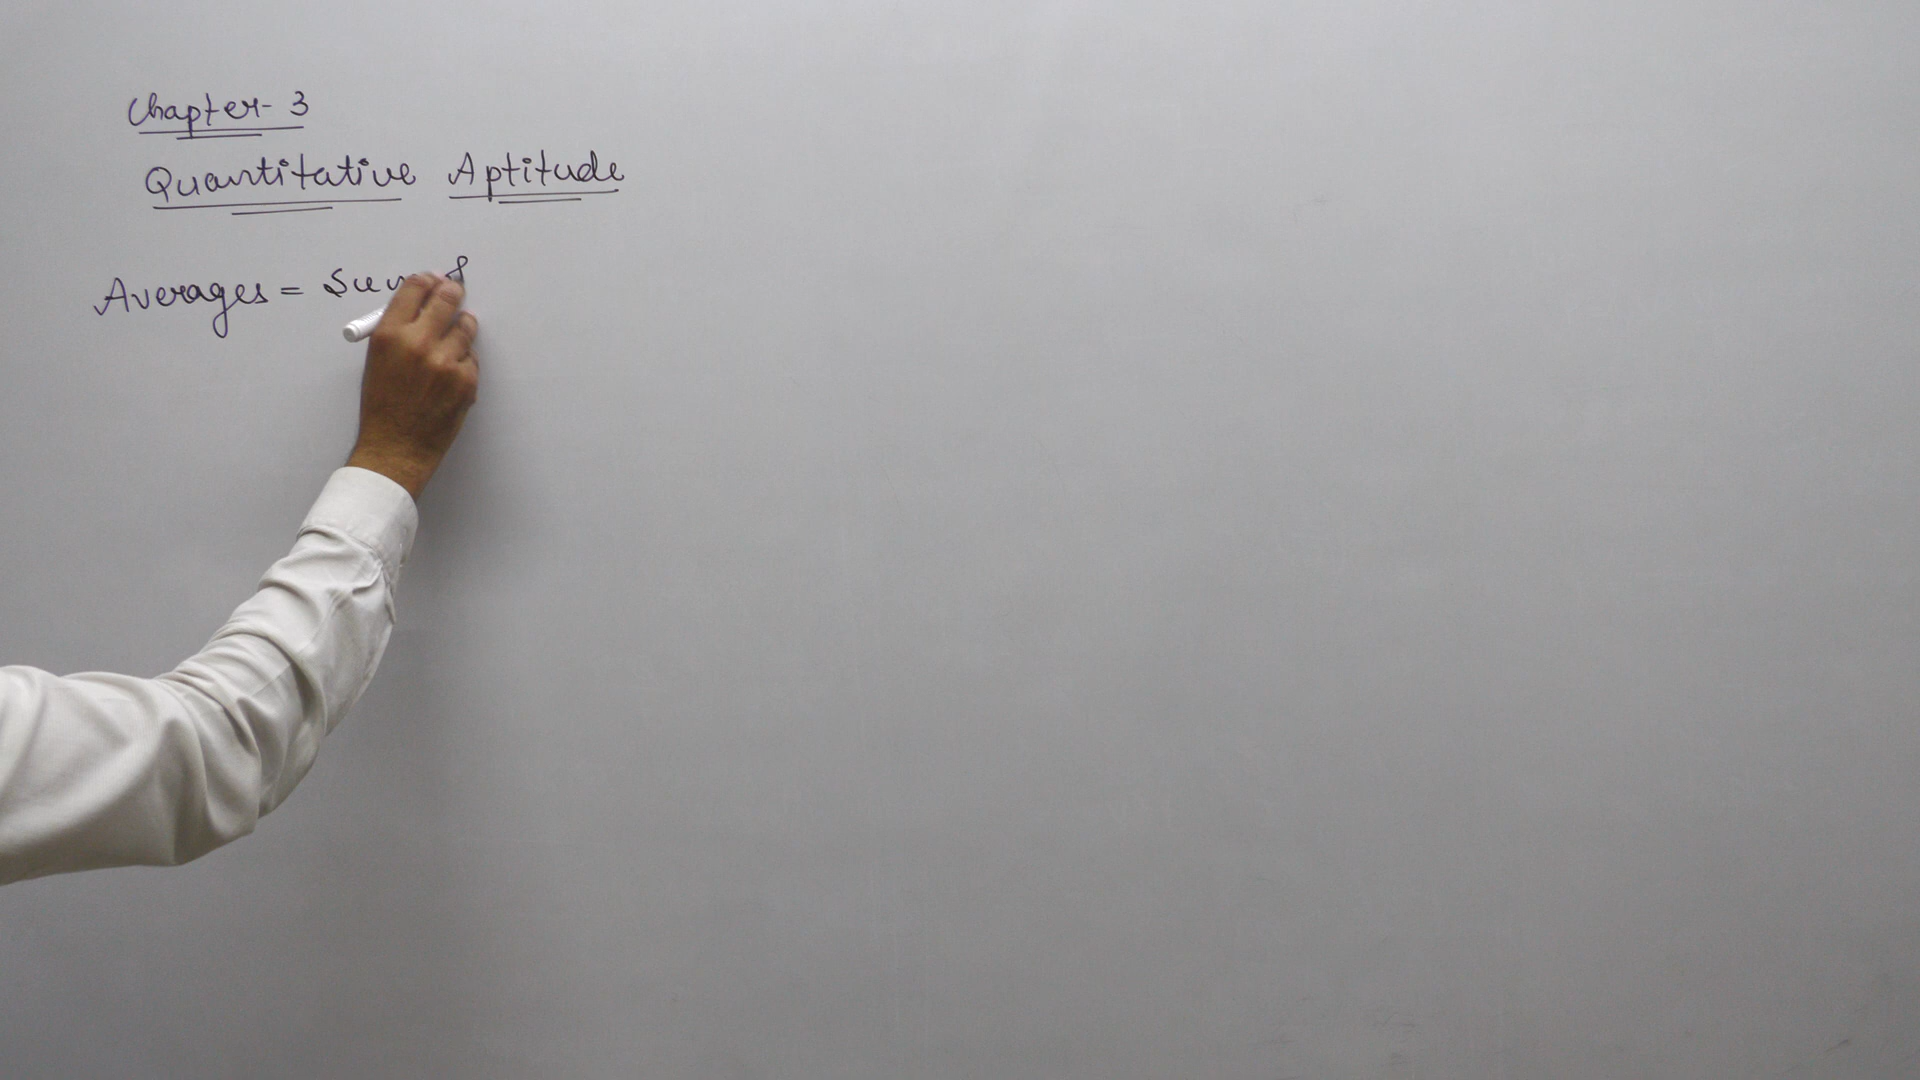 Chapter- 3
Quantitative Aptitude
Averages =